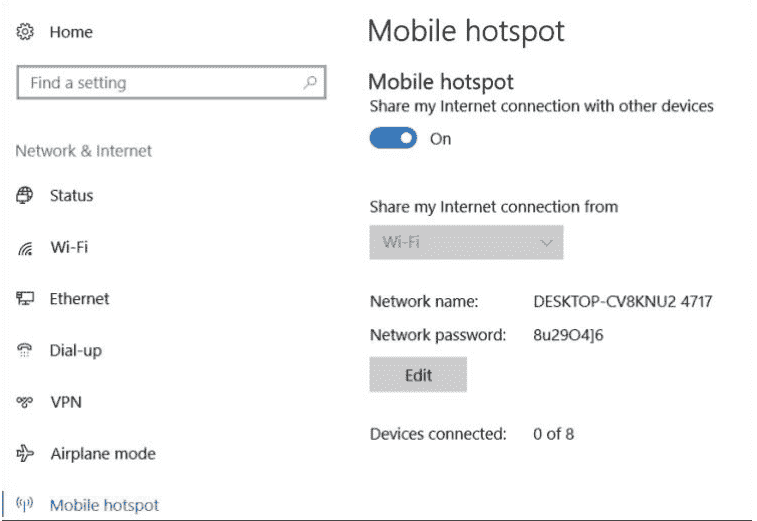 Home
Find a setting
Network & Internet
Status
Wi-Fi
Ethernet
Dial-up
VPN
Airplane mode
Mobile hotspot
Mobile hotspot
Mobile hotspot
Share my Internet connection with other devices
On
Share my Internet connection from
Wi-Fi
Network name: DESKTOP-CV8KNU2 4717
Network password: 8u29O4]6
Edit
Devices connected: 0 of 8